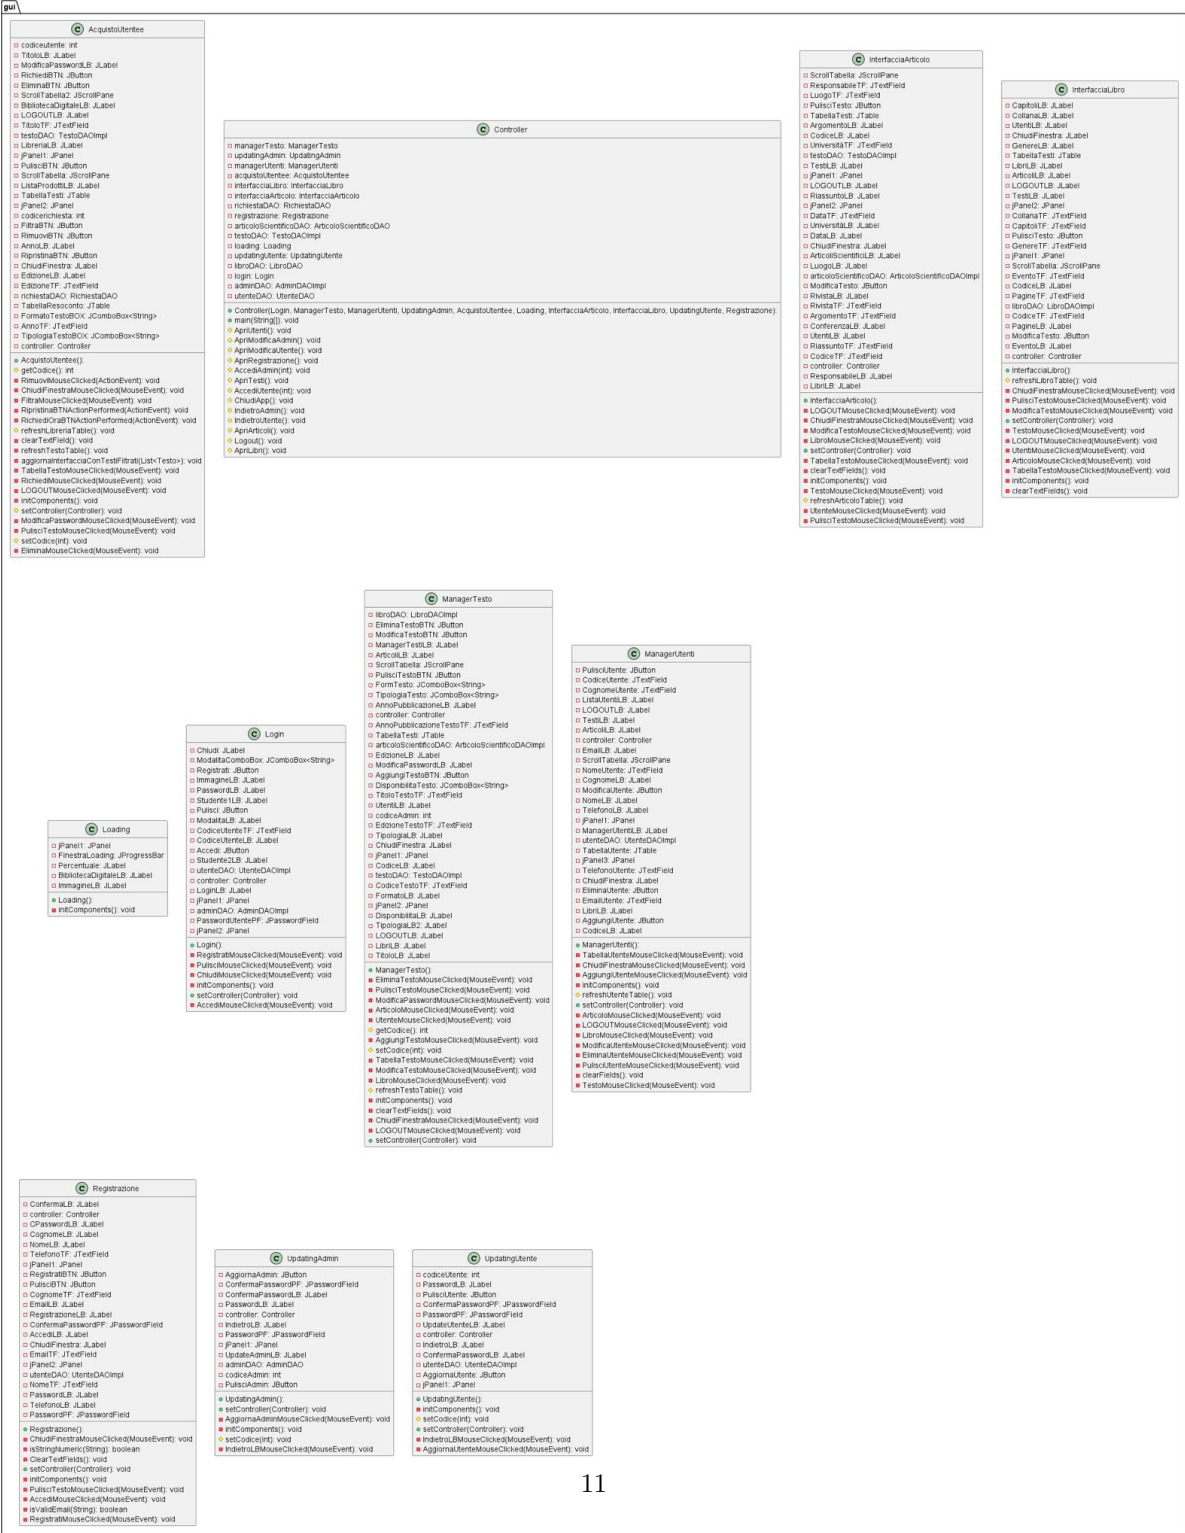 gui
C AcquistoUtentee
codiceutente: int
TitoloLB: JLabel
ModificaPasswordLB: JLabel
RichiediBTN: JButton
EliminaBTN: JButton
ScrollTabella2: JScrollPane
BibliotecaDigitaleLB: JLabel
LOGOUTLB: JLabel
TitoloTF: JTextField
testoDAO: TestoDAOImpl
LibreriaLB: JLabel
jPanel1: JPanel
PulisciBTN: JButton
ScrollTabella: JScrollPane
ListaProdottiLB: JLabel
TabellaTesti: JTable
jPanel2: JPanel
codicerichiesta: int
FiltraBTN: JButton
RimuoviBTN: JButton
AnnoLB: JLabel
RipristinaBTN: JButton
ChiudiFinestra: JLabel
EdizioneLB: JLabel
EdizioneTF: JTextField
richiestaDAO: RichiestaDAO
TabellaResoconto: JTable
FormatoTestoBOX: JComboBox<String>
AnnoTF: JTextField
TipologiaTestoBOX: JComboBox<String>
controller: Controller
AcquistoUtentee():
getCodice(): int
RimuoviMouseClicked(ActionEvent): void
ChiudiFinestraMouseClicked(MouseEvent): void
FiltraMouseClicked(MouseEvent): void
RipristinaBTNActionPerformed(ActionEvent): void
RichiediOraBTNActionPerformed(ActionEvent): void
refreshLibreriaTable(): void
clearTextField(): void
refreshTestoTable(): void
aggiornaInterfacciaConTestiFiltrati(List<Testo>): void
TabellaTestoMouseClicked(MouseEvent): void
RichiediMouseClicked(MouseEvent): void
LOGOUTMouseClicked(MouseEvent): void
initComponents(): void
setController(Controller): void
ModificaPasswordMouseClicked(MouseEvent): void
PulisciTestoMouseClicked(MouseEvent): void
setCodice(int): void
EliminaMouseClicked(MouseEvent): void
C Controller
managerTesto: ManagerTesto
updatingAdmin: UpdatingAdmin
managerUtenti: ManagerUtenti
acquistoUtentee: AcquistoUtentee
interfacciaLibro: InterfacciaLibro
interfacciaArticolo: InterfacciaArticolo
richiestaDAO: RichiestaDAO
registrazione: Registrazione
articoloScientificoDAO: ArticoloScientificoDAO
testoDAO: TestoDAOImpl
loading: Loading
updatingUtente: UpdatingUtente
libroDAO: LibroDAO
login: Login
adminDAO: AdminDAOImpl
utenteDAO: UtenteDAO
Controller(Login, ManagerTesto, ManagerUtenti, UpdatingAdmin, AcquistoUtentee, Loading, InterfacciaArticolo, InterfacciaLibro, UpdatingUtente, Registrazione):
main(String[]): void
ApriUtenti(): void
ApriModificaAdmin(): void
ApriModificaUtente(): void
ApriRegistrazione(): void
AccediAdmin(int): void
ApriTesti(): void
AccediUtente(int): void
ChiudiApp(): void
IndietroAdmin(): void
IndietroUtente(): void
ApriArticoli(): void
Logout(): void
ApriLibri(): void
C InterfacciaArticolo
ScrollTabella: JScrollPane
ResponsabileTF: JTextField
LuogoTF: JTextField
PulisciTesto: JButton
TabellaTesti: JTable
ArgomentoLB: JLabel
CodiceLB: JLabel
UniversitàTF: JTextField
testoDAO: TestoDAOImpl
TestiLB: JLabel
jPanel1: JPanel
LOGOUTLB: JLabel
RiassuntoLB: JLabel
jPanel2: JPanel
DataTF: JTextField
UniversitàLB: JLabel
DataLB: JLabel
ChiudiFinestra: JLabel
ArticoliScientificiLB: JLabel
LuogoLB: JLabel
articoloScientificoDAO: ArticoloScientificoDAOImpl
ModificaTesto: JButton
RivistaLB: JLabel
RivistaTF: JTextField
ArgomentoTF: JTextField
ConferenzaLB: JLabel
UtentiLB: JLabel
RiassuntoTF: JTextField
CodiceTF: JTextField
controller: Controller
ResponsabileLB: JLabel
LibriLB: JLabel
InterfacciaArticolo():
LOGOUTMouseClicked(MouseEvent): void
ChiudiFinestraMouseClicked(MouseEvent): void
ModificaTestoMouseClicked(MouseEvent): void
LibroMouseClicked(MouseEvent): void
setController(Controller): void
TabellaTestoMouseClicked(MouseEvent): void
clearTextFields(): void
initComponents(): void
TestoMouseClicked(MouseEvent): void
refreshArticoloTable(): void
UtenteMouseClicked(MouseEvent): void
PulisciTestoMouseClicked(MouseEvent): void
C InterfacciaLibro
CapitoliLB: JLabel
CollanaLB: JLabel
UtentiLB: JLabel
ChiudiFinestra: JLabel
GenereLB: JLabel
TabellaTesti: JTable
LibriLB: JLabel
ArticoliLB: JLabel
LOGOUTLB: JLabel
TestiLB: JLabel
jPanel2: JPanel
CollanaTF: JTextField
CapitoliTF: JTextField
PulisciTesto: JButton
GenereTF: JTextField
jPanel1: JPanel
ScrollTabella: JScrollPane
EventoTF: JTextField
CodiceLB: JLabel
PagineTF: JTextField
libroDAO: LibroDAOImpl
CodiceTF: JTextField
PagineLB: JLabel
ModificaTesto: JButton
EventoLB: JLabel
controller: Controller
InterfacciaLibro():
refreshLibroTable(): void
ChiudiFinestraMouseClicked(MouseEvent): void
PulisciTestoMouseClicked(MouseEvent): void
ModificaTestoMouseClicked(MouseEvent): void
setController(Controller): void
TestoMouseClicked(MouseEvent): void
LOGOUTMouseClicked(MouseEvent): void
UtentiMouseClicked(MouseEvent): void
ArticoloMouseClicked(MouseEvent): void
TabellaTestoMouseClicked(MouseEvent): void
initComponents(): void
clearTextFields(): void
C Loading
jPanel1: JPanel
FinestraLoading: JProgressBar
Percentuale: JLabel
BibliotecaDigitaleLB: JLabel
ImmagineLB: JLabel
Loading():
initComponents(): void
C Login
Chiudi: JLabel
ModalitaComboBox: JComboBox<String>
Registrati: JButton
ImmagineLB: JLabel
PasswordLB: JLabel
Studente1LB: JLabel
Pulisci: JButton
ModalitaLB: JLabel
CodiceUtenteTF: JTextField
CodiceUtenteLB: JLabel
Accedi: JButton
Studente2LB: JLabel
utenteDAO: UtenteDAOImpl
controller: Controller
LoginLB: JLabel
jPanel1: JPanel
adminDAO: AdminDAOImpl
PasswordUtentePF: JPasswordField
jPanel2: JPanel
Login():
RegistratiMouseClicked(MouseEvent): void
PulisciMouseClicked(MouseEvent): void
ChiudiMouseClicked(MouseEvent): void
initComponents(): void
setController(Controller): void
AccediMouseClicked(MouseEvent): void
C ManagerTesto
libroDAO: LibroDAOImpl
EliminaTestoBTN: JButton
ModificaTestoBTN: JButton
ManagerTestiLB: JLabel
ArticoliLB: JLabel
ScrollTabella: JScrollPane
PulisciTestoBTN: JButton
FormTesto: JComboBox<String>
TipologiaTesto: JComboBox<String>
AnnoPubblicazioneLB: JLabel
controller: Controller
AnnoPubblicazioneTestoTF: JTextField
TabellaTesti: JTable
articoloScientificoDAO: ArticoloScientificoDAOImpl
EdizioneLB: JLabel
ModificaPasswordLB: JLabel
AggiungiTestoBTN: JButton
DisponibilitaTesto: JComboBox<String>
TitoloTestoTF: JTextField
UtentiLB: JLabel
codiceAdmin: int
EdizioneTestoTF: JTextField
TipologiaLB: JLabel
ChiudiFinestra: JLabel
jPanel1: JPanel
CodiceLB: JLabel
testoDAO: TestoDAOImpl
CodiceTestoTF: JTextField
FormatoLB: JLabel
jPanel2: JPanel
DisponibilitaLB: JLabel
TipologiaLB2: JLabel
LOGOUTLB: JLabel
LibriLB: JLabel
TitoloLB: JLabel
ManagerTesto():
EliminaTestoMouseClicked(MouseEvent): void
PulisciTestoMouseClicked(MouseEvent): void
ModificaPasswordMouseClicked(MouseEvent): void
ArticoloMouseClicked(MouseEvent): void
UtenteMouseClicked(MouseEvent): void
getCodice(): int
AggiungiTestoMouseClicked(MouseEvent): void
setCodice(int): void
TabellaTestoMouseClicked(MouseEvent): void
ModificaTestoMouseClicked(MouseEvent): void
LibroMouseClicked(MouseEvent): void
refreshTestoTable(): void
initComponents(): void
clearTextFields(): void
ChiudiFinestraMouseClicked(MouseEvent): void
LOGOUTMouseClicked(MouseEvent): void
setController(Controller): void
C ManagerUtenti
PulisciUtente: JButton
CodiceUtente: JTextField
CognomeUtente: JTextField
ListaUtentiLB: JLabel
LOGOUTLB: JLabel
TestiLB: JLabel
ArticoliLB: JLabel
controller: Controller
EmailLB: JLabel
ScrollTabella: JScrollPane
NomeUtente: JTextField
CognomeLB: JLabel
ModificaUtente: JButton
NomeLB: JLabel
TelefonoLB: JLabel
jPanel1: JPanel
ManagerUtentiLB: JLabel
utenteDAO: UtenteDAOImpl
TabellaUtente: JTable
jPanel3: JPanel
TelefonoUtente: JTextField
ChiudiFinestra: JLabel
EliminaUtente: JButton
EmailUtente: JTextField
LibriLB: JLabel
AggiungiUtente: JButton
CodiceLB: JLabel
ManagerUtenti():
TabellaUtenteMouseClicked(MouseEvent): void
ChiudiFinestraMouseClicked(MouseEvent): void
AggiungiUtenteMouseClicked(MouseEvent): void
initComponents(): void
refreshUtenteTable(): void
setController(Controller): void
ArticoloMouseClicked(MouseEvent): void
LOGOUTMouseClicked(MouseEvent): void
LibroMouseClicked(MouseEvent): void
ModificaUtenteMouseClicked(MouseEvent): void
EliminaUtenteMouseClicked(MouseEvent): void
PulisciUtenteMouseClicked(MouseEvent): void
clearFields(): void
TestoMouseClicked(MouseEvent): void
C Registrazione
ConfermaLB: JLabel
controller: Controller
CPasswordLB: JLabel
CognomeLB: JLabel
NomeLB: JLabel
TelefonoTF: JTextField
jPanel1: JPanel
RegistratiBTN: JButton
PulisciBTN: JButton
CognomeTF: JTextField
EmailLB: JLabel
RegistrazioneLB: JLabel
ConfermaPasswordPF: JPasswordField
AccediLB: JLabel
ChiudiFinestra: JLabel
EmailTF: JTextField
jPanel2: JPanel
utenteDAO: UtenteDAOImpl
NomeTF: JTextField
PasswordLB: JLabel
TelefonoLB: JLabel
PasswordPF: JPasswordField
Registrazione():
ChiudiFinestraMouseClicked(MouseEvent): void
isStringNumeric(String): boolean
ClearTextFields(): void
setController(Controller): void
initComponents(): void
PulisciTestoMouseClicked(MouseEvent): void
AccediMouseClicked(MouseEvent): void
isValidEmail(String): boolean
RegistratiMouseClicked(MouseEvent): void
C UpdatingAdmin
AggiornaAdmin: JButton
ConfermaPasswordPF: JPasswordField
ConfermaPasswordLB: JLabel
PasswordLB: JLabel
controller: Controller
IndietroLB: JLabel
PasswordPF: JPasswordField
jPanel1: JPanel
UpdateAdminLB: JLabel
adminDAO: AdminDAO
codiceAdmin: int
PulisciAdmin: JButton
UpdatingAdmin():
setController(Controller): void
AggiornaAdminMouseClicked(MouseEvent): void
initComponents(): void
setCodice(int): void
IndietroLBMouseClicked(MouseEvent): void
C UpdatingUtente
codiceUtente: int
PasswordLB: JLabel
PulisciUtente: JButton
ConfermaPasswordPF: JPasswordField
PasswordPF: JPasswordField
UpdateUtenteLB: JLabel
controller: Controller
IndietroLB: JLabel
ConfermaPasswordLB: JLabel
utenteDAO: UtenteDAOImpl
AggiornaUtente: JButton
jPanel1: JPanel
UpdatingUtente():
initComponents(): void
setCodice(int): void
setController(Controller): void
IndietroLBMouseClicked(MouseEvent): void
AggiornaUtenteMouseClicked(MouseEvent): void
11